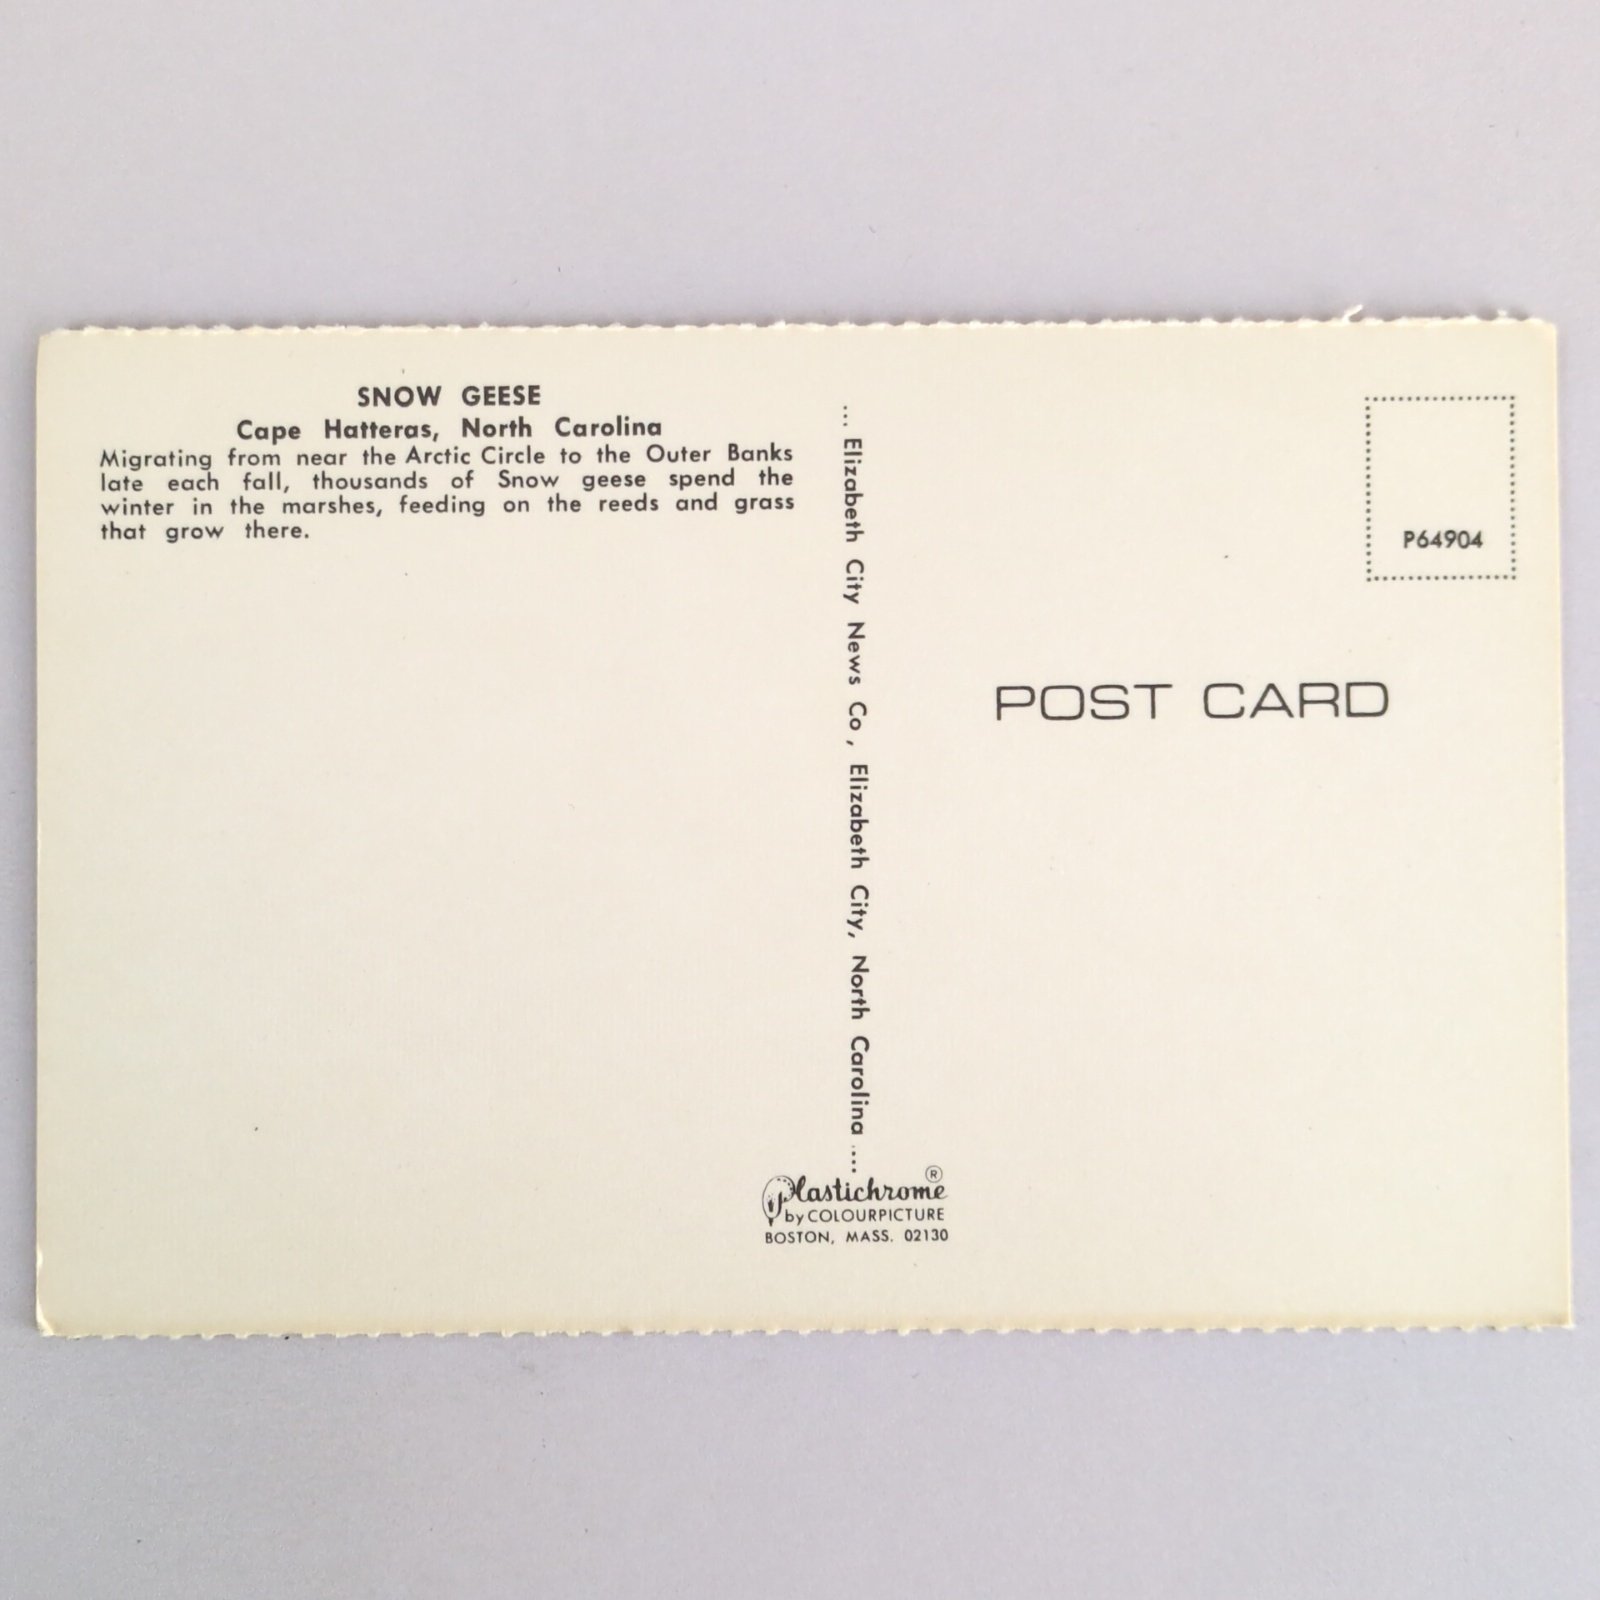 SNOW GEESE
Cape Hatteras, North Carolina
Migrating from near the Arctic Circle to the Outer Banks
late each fall, thousands of Snow geese spend the
winter in the marshes, feeding on the reeds and grass
that grow there.
... Elizabeth City News Co, Elizabeth City, North Carolina ....
Plastichrome ®
by COLOURPICTURE
BOSTON, MASS. 02130
P64904
POST CARD